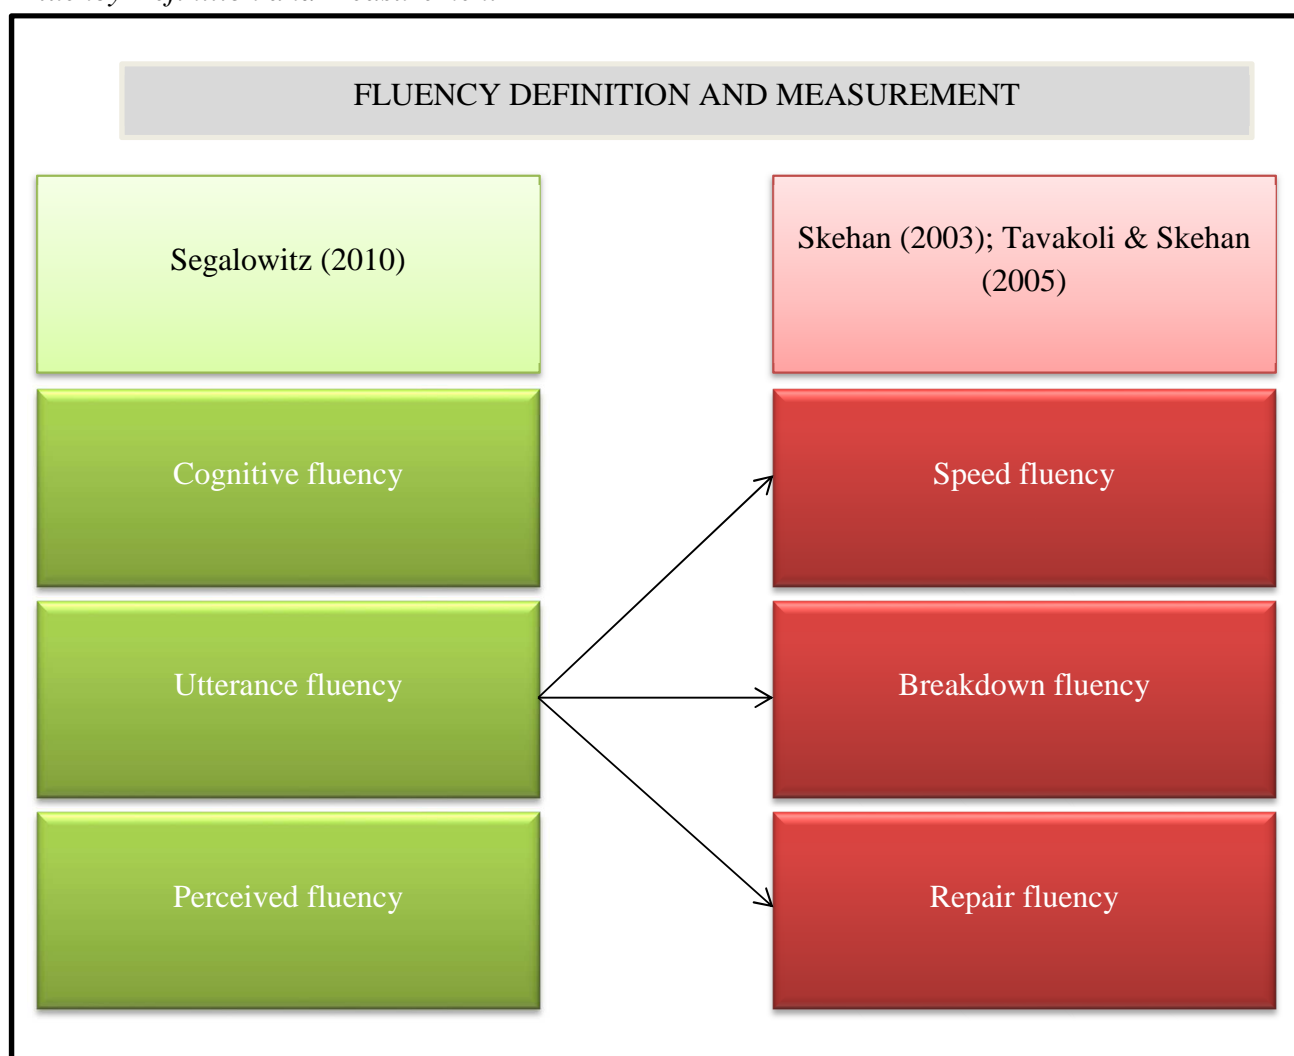 FLUENCY DEFINITION AND MEASUREMENT
Segalowitz (2010)
Cognitive fluency
Utterance fluency
Perceived fluency
Skehan (2003); Tavakoli & Skehan
(2005)
Speed fluency
Breakdown fluency
Repair fluency